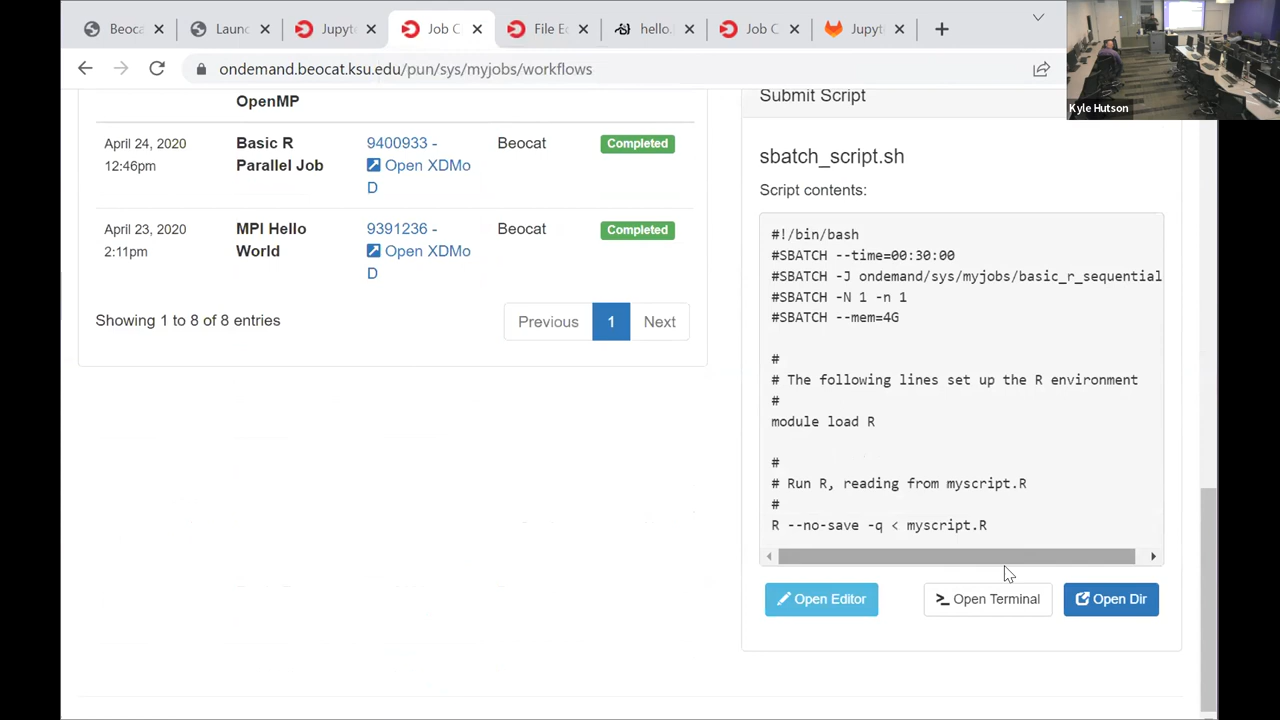 Beoca
Launc
Jupyte
Job C
File E
hello.
Job C
Jupyt
ondemand.beocat.ksu.edu/pun/sys/myjobs/workflows
Kyle Hutson
OpenMP
April 24, 2020
12:46pm
Basic R
Parallel Job
9400933 -
Open XDMo
D
Beocat
Completed
April 23, 2020
2:11pm
MPI Hello
World
9391236 -
Open XDMo
D
Beocat
Completed
Showing 1 to 8 of 8 entries
Previous
1
Next
Submit Script
sbatch_script.sh
Script contents:
#!/bin/bash
#SBATCH --time=00:30:00
#SBATCH -J ondemand/sys/myjobs/basic_r_sequential
#SBATCH -N 1 -n 1
#SBATCH --mem=4G
#
# The following lines set up the R environment
#
module load R
#
# Run R, reading from myscript.R
#
R --no-save -q < myscript.R
Open Editor
>_ Open Terminal
Open Dir